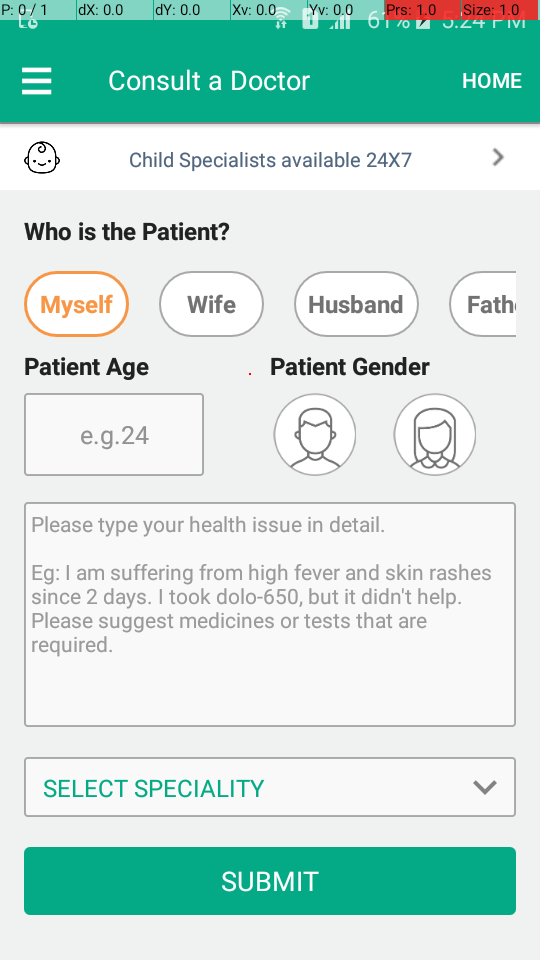 P: 0 / 1 dX: 0.0 dY: 0.0 Xv: 0.0 Yv: 0.0 Prs: 1.0 Size: 1.0
61% 5:24 PM
Consult a Doctor HOME
Child Specialists available 24X7
Who is the Patient?
Myself Wife Husband Fathe
Patient Age Patient Gender
e.g.24
Please type your health issue in detail.
Eg: I am suffering from high fever and skin rashes
since 2 days. I took dolo-650, but it didn't help.
Please suggest medicines or tests that are
required.
SELECT SPECIALITY
SUBMIT